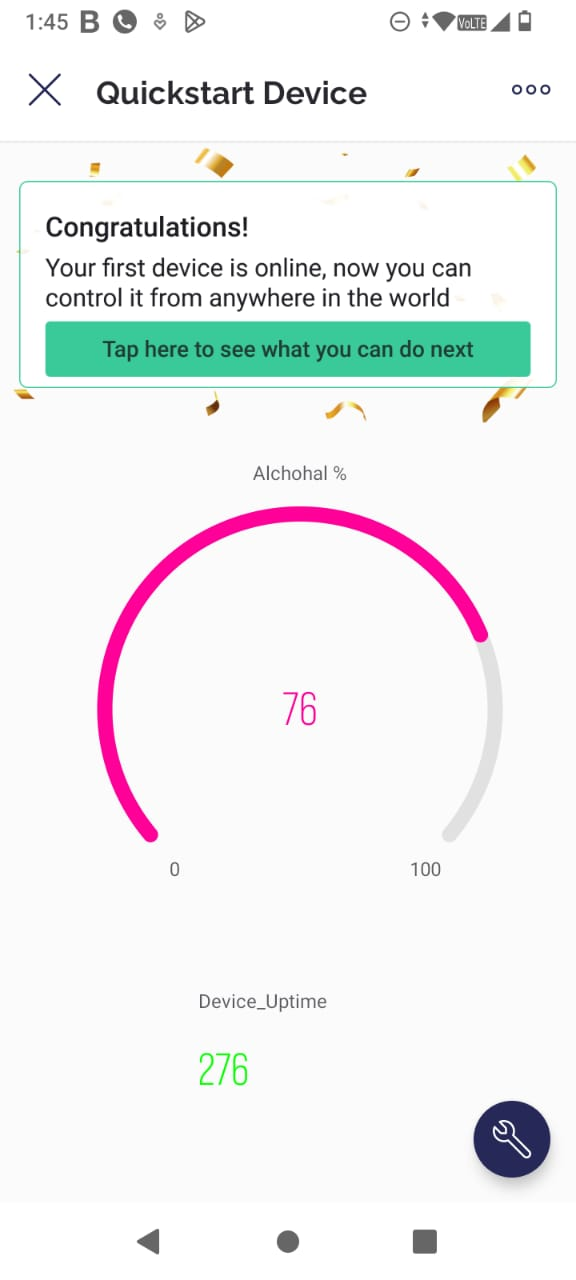 1:45 B VoLTE
Quickstart Device
Congratulations!
Your first device is online, now you can
control it from anywhere in the world
Tap here to see what you can do next
Alchohal %
76
0 100
Device_Uptime
276